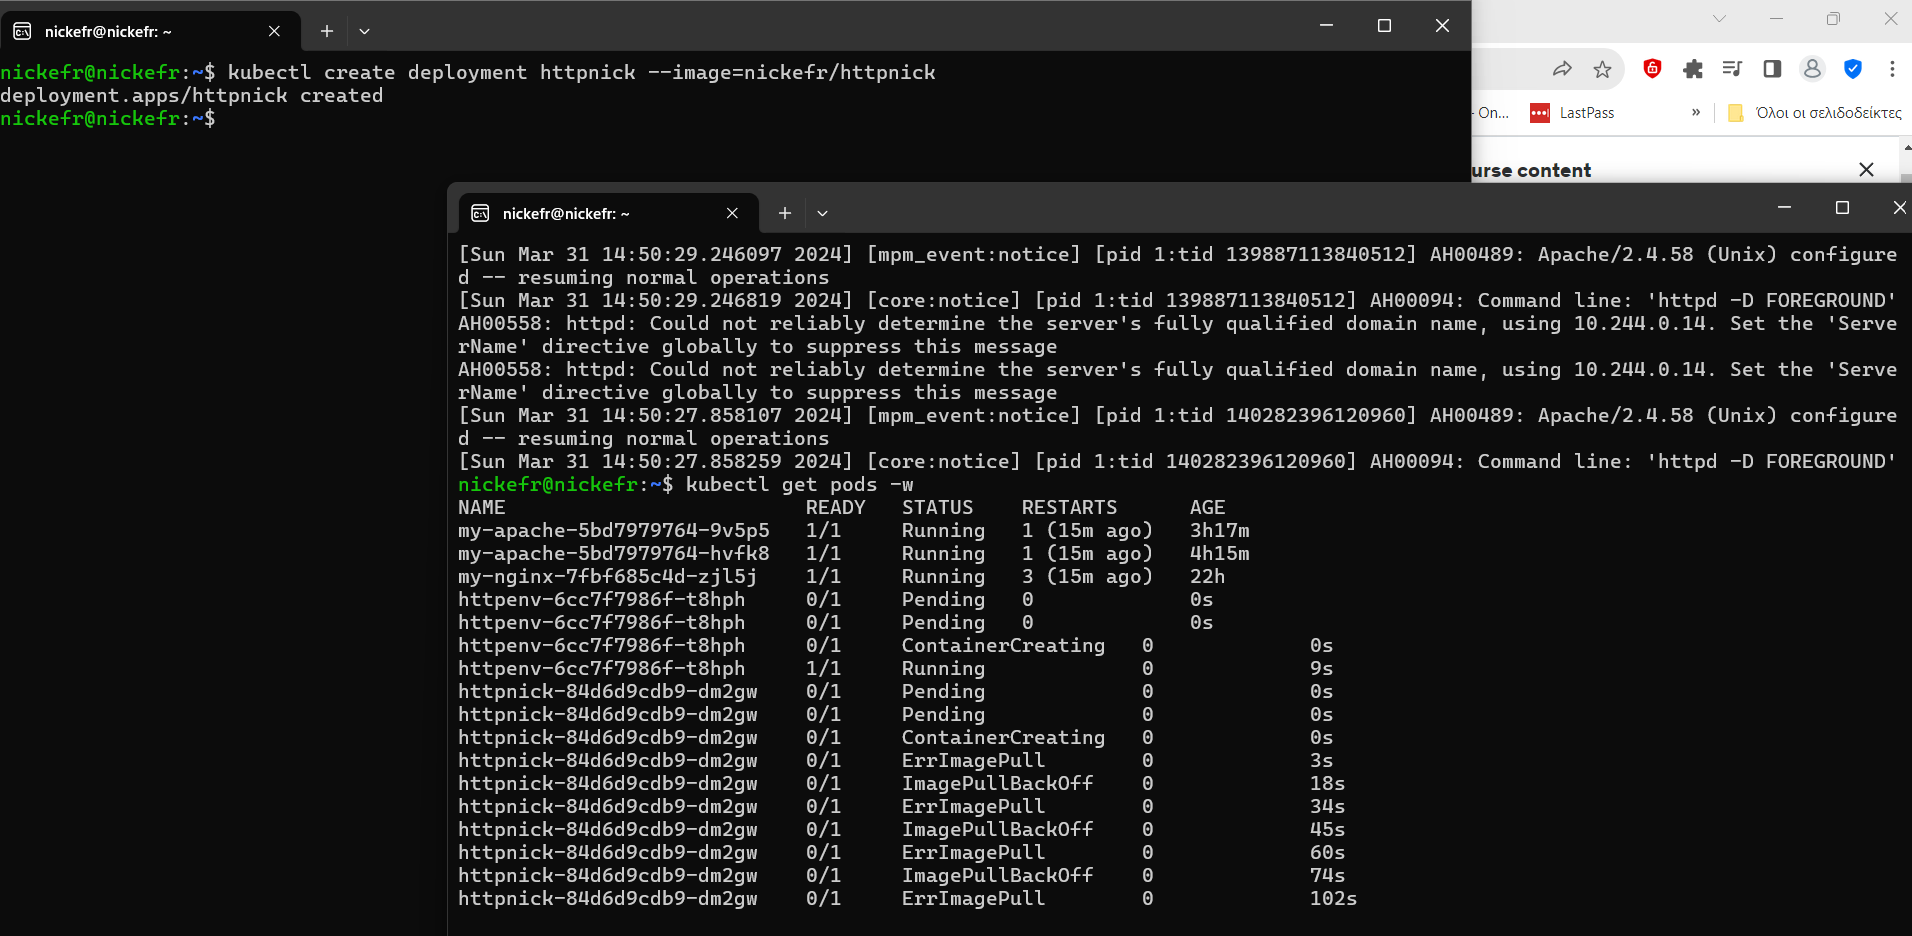 nickefr@nickefr: ~
nickefr@nickefr:~$ kubectl create deployment httpnick --image=nickefr/httpnick
deployment.apps/httpnick created
nickefr@nickefr:~$
- On...
LastPass
»
Όλοι οι σελιδοδείκτες
urse content
nickefr@nickefr: ~
[Sun Mar 31 14:50:29.246097 2024] [mpm_event:notice] [pid 1:tid 139887113840512] AH00489: Apache/2.4.58 (Unix) configure
d -- resuming normal operations
[Sun Mar 31 14:50:29.246819 2024] [core:notice] [pid 1:tid 139887113840512] AH00094: Command line: 'httpd -D FOREGROUND'
AH00558: httpd: Could not reliably determine the server's fully qualified domain name, using 10.244.0.14. Set the 'Serve
rName' directive globally to suppress this message
AH00558: httpd: Could not reliably determine the server's fully qualified domain name, using 10.244.0.14. Set the 'Serve
rName' directive globally to suppress this message
[Sun Mar 31 14:50:27.858107 2024] [mpm_event:notice] [pid 1:tid 140282396120960] AH00489: Apache/2.4.58 (Unix) configure
d -- resuming normal operations
[Sun Mar 31 14:50:27.858259 2024] [core:notice] [pid 1:tid 140282396120960] AH00094: Command line: 'httpd -D FOREGROUND'
nickefr@nickefr:~$ kubectl get pods -w
NAME READY STATUS RESTARTS AGE
my-apache-5bd7979764-9v5p5 1/1 Running 1 (15m ago) 3h17m
my-apache-5bd7979764-hvfk8 1/1 Running 1 (15m ago) 4h15m
my-nginx-7fbf685c4d-zjl5j 1/1 Running 3 (15m ago) 22h
httpenv-6cc7f7986f-t8hph 0/1 Pending 0 0s
httpenv-6cc7f7986f-t8hph 0/1 Pending 0 0s
httpenv-6cc7f7986f-t8hph 0/1 ContainerCreating 0 0s
httpenv-6cc7f7986f-t8hph 1/1 Running 0 9s
httpnick-84d6d9cdb9-dm2gw 0/1 Pending 0 0s
httpnick-84d6d9cdb9-dm2gw 0/1 Pending 0 0s
httpnick-84d6d9cdb9-dm2gw 0/1 ContainerCreating 0 0s
httpnick-84d6d9cdb9-dm2gw 0/1 ErrImagePull 0 3s
httpnick-84d6d9cdb9-dm2gw 0/1 ImagePullBackOff 0 18s
httpnick-84d6d9cdb9-dm2gw 0/1 ErrImagePull 0 34s
httpnick-84d6d9cdb9-dm2gw 0/1 ImagePullBackOff 0 45s
httpnick-84d6d9cdb9-dm2gw 0/1 ErrImagePull 0 60s
httpnick-84d6d9cdb9-dm2gw 0/1 ImagePullBackOff 0 74s
httpnick-84d6d9cdb9-dm2gw 0/1 ErrImagePull 0 102s